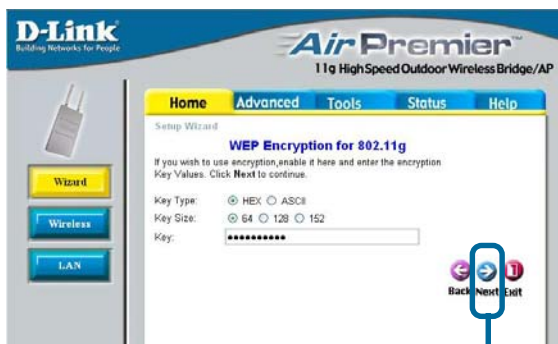 D-Link
Building Networks for People
AirPremier™
11g High Speed Outdoor Wireless Bridge/AP
Home Advanced Tools Status Help
Setup Wizard
WEP Encryption for 802.11g
If you wish to use encryption,enable it here and enter the encryption
Key Values. Click Next to continue.
Key Type: HEX ASCII
Key Size: 64 128 152
Key: ••••••••••
Wizard
Wireless
LAN
Back Next Exit